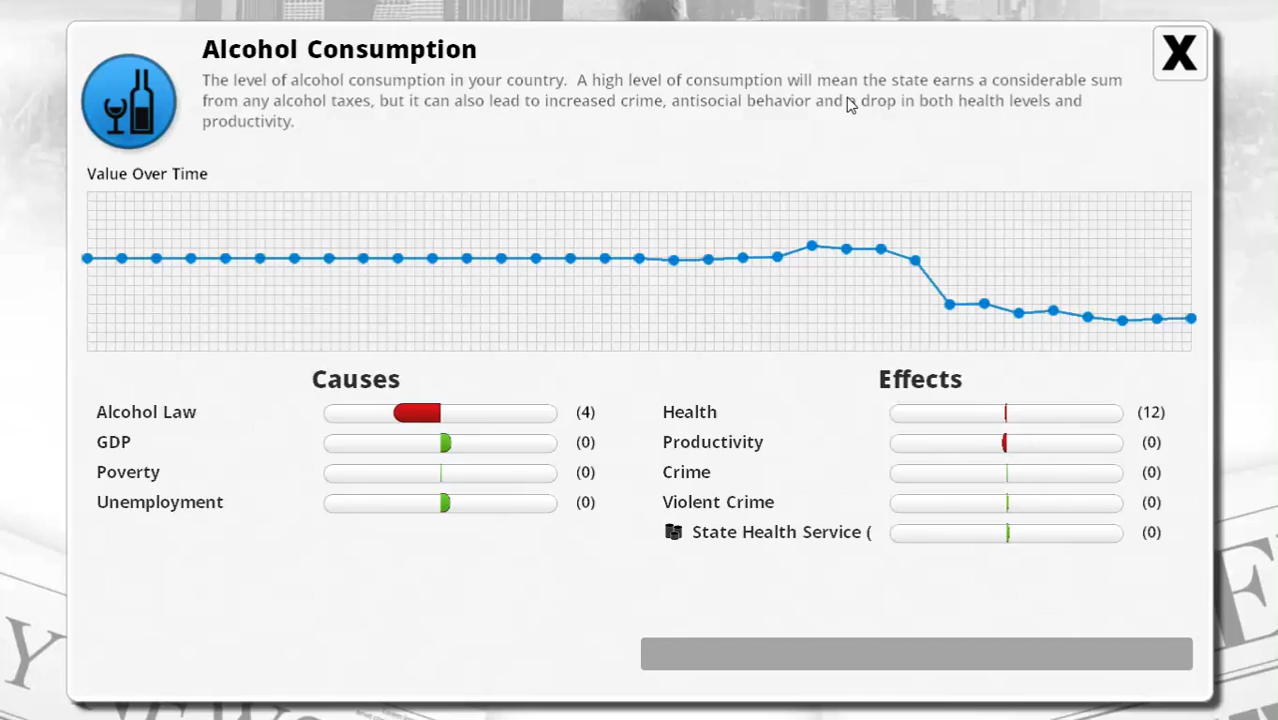 Alcohol Consumption
X
The level of alcohol consumption in your country. A high level of consumption will mean the state earns a considerable sum
from any alcohol taxes, but it can also lead to increased crime, antisocial behavior and a drop in both health levels and
productivity.
Value Over Time
Causes
Alcohol Law (4)
GDP (0)
Poverty (0)
Unemployment (0)
Effects
Health (12)
Productivity (0)
Crime (0)
Violent Crime (0)
State Health Service ( (0)
Y
E